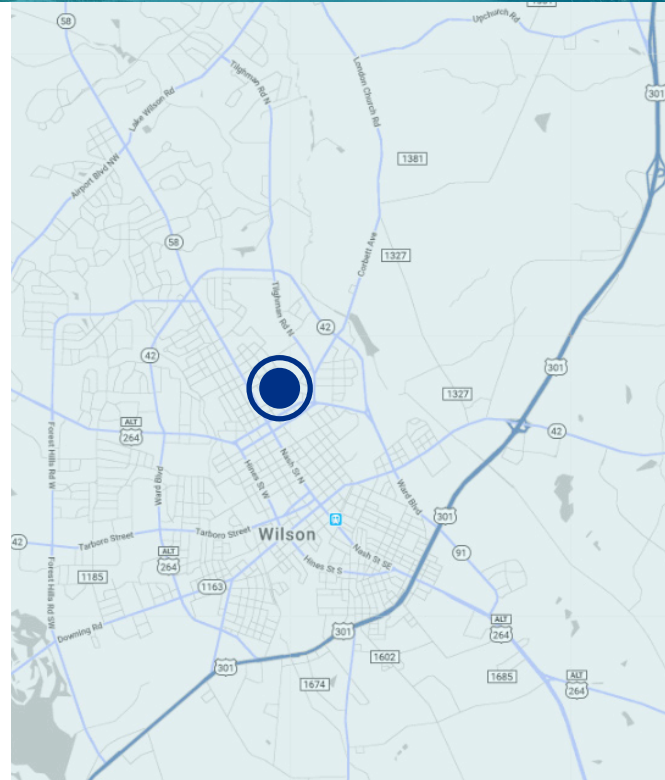 58
Upchurch Rd
Tilghman Rd N
London Church Rd
Lake Wilson Rd
301
Airport Blvd NW
1381
58
Corbett Ave
1327
Tilghman Rd N
42
42
301
1327
ALT
264
42
Forest Hills Rd W
Nash St N
Hines St W
Ward Blvd
Ward Blvd
301
Tarboro Street
Wilson
42
Tarboro Street
Nash St SE
91
ALT
264
Hines St S
1185
1163
Forest Hills Rd SW
Downing Rd
301
ALT
264
1602
301
1674
1685
ALT
264